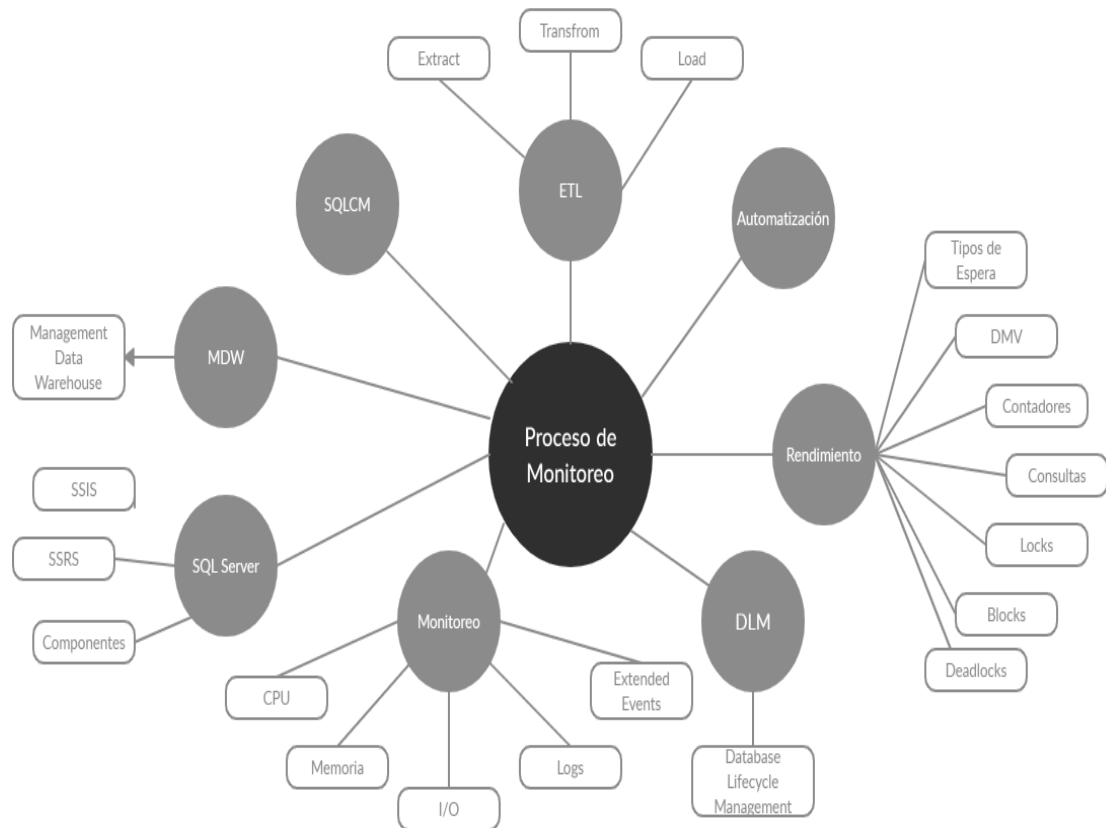 Transfrom
Extract
Load
ETL
SQLCM
Automatización
Tipos de
Espera
Management
Data
Warehouse
MDW
DMV
Contadores
Proceso de
Monitoreo
Rendimiento
Consultas
SSIS
SSRS
SQL Server
Locks
Componentes
Monitoreo
DLM
Blocks
Deadlocks
CPU
Extended
Events
Memoria
Logs
I/O
Database
Lifecycle
Management